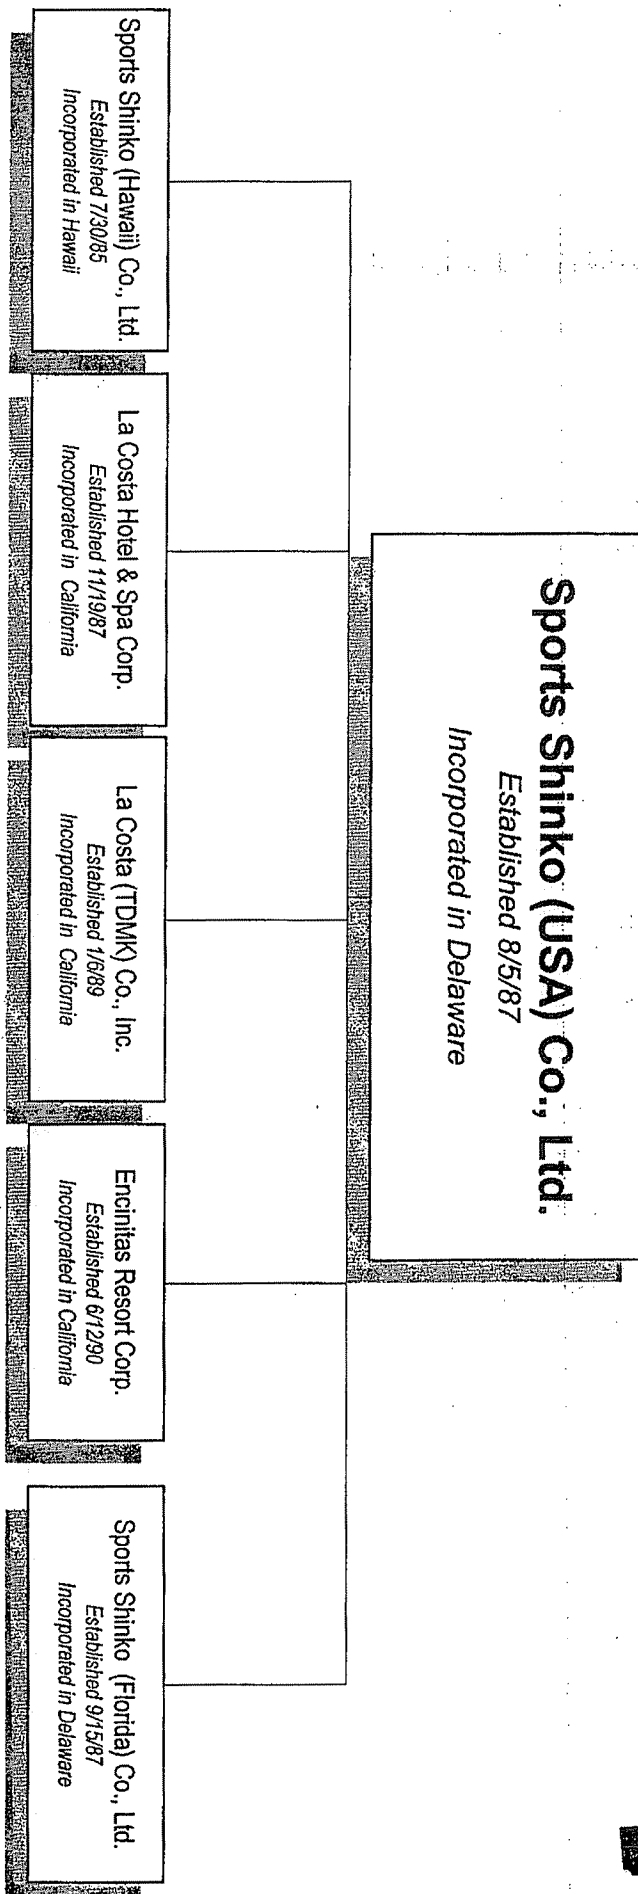 Sports Shinko (USA) Co., Ltd.
Established 8/5/87
Incorporated in Delaware
Sports Shinko (Hawaii) Co., Ltd.
Established 7/30/85
Incorporated in Hawaii
La Costa Hotel & Spa Corp.
Established 11/19/87
Incorporated in California
La Costa (TDMK) Co., Inc.
Established 1/6/89
Incorporated in California
Encinitas Resort Corp.
Established 6/12/90
Incorporated in California
Sports Shinko (Florida) Co., Ltd.
Established 9/15/87
Incorporated in Delaware